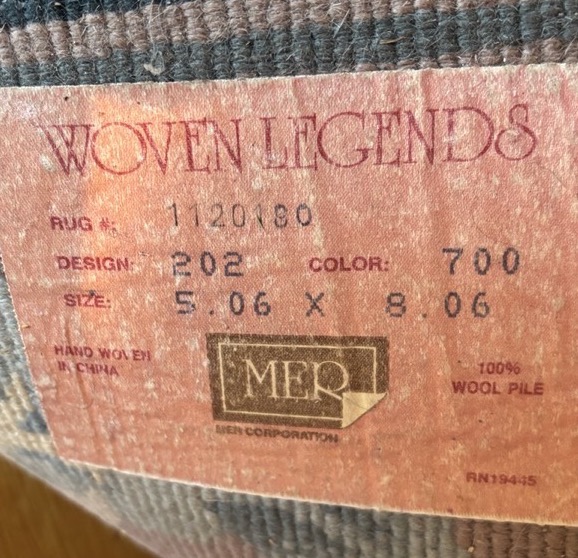 WOVEN LEGENDS
RUG #: 1120180
DESIGN: 202 COLOR: 700
SIZE: 5.06 X 8.06
HAND WOVEN
IN CHINA
MER
MER CORPORATION
100%
WOOL PILE
RN19445